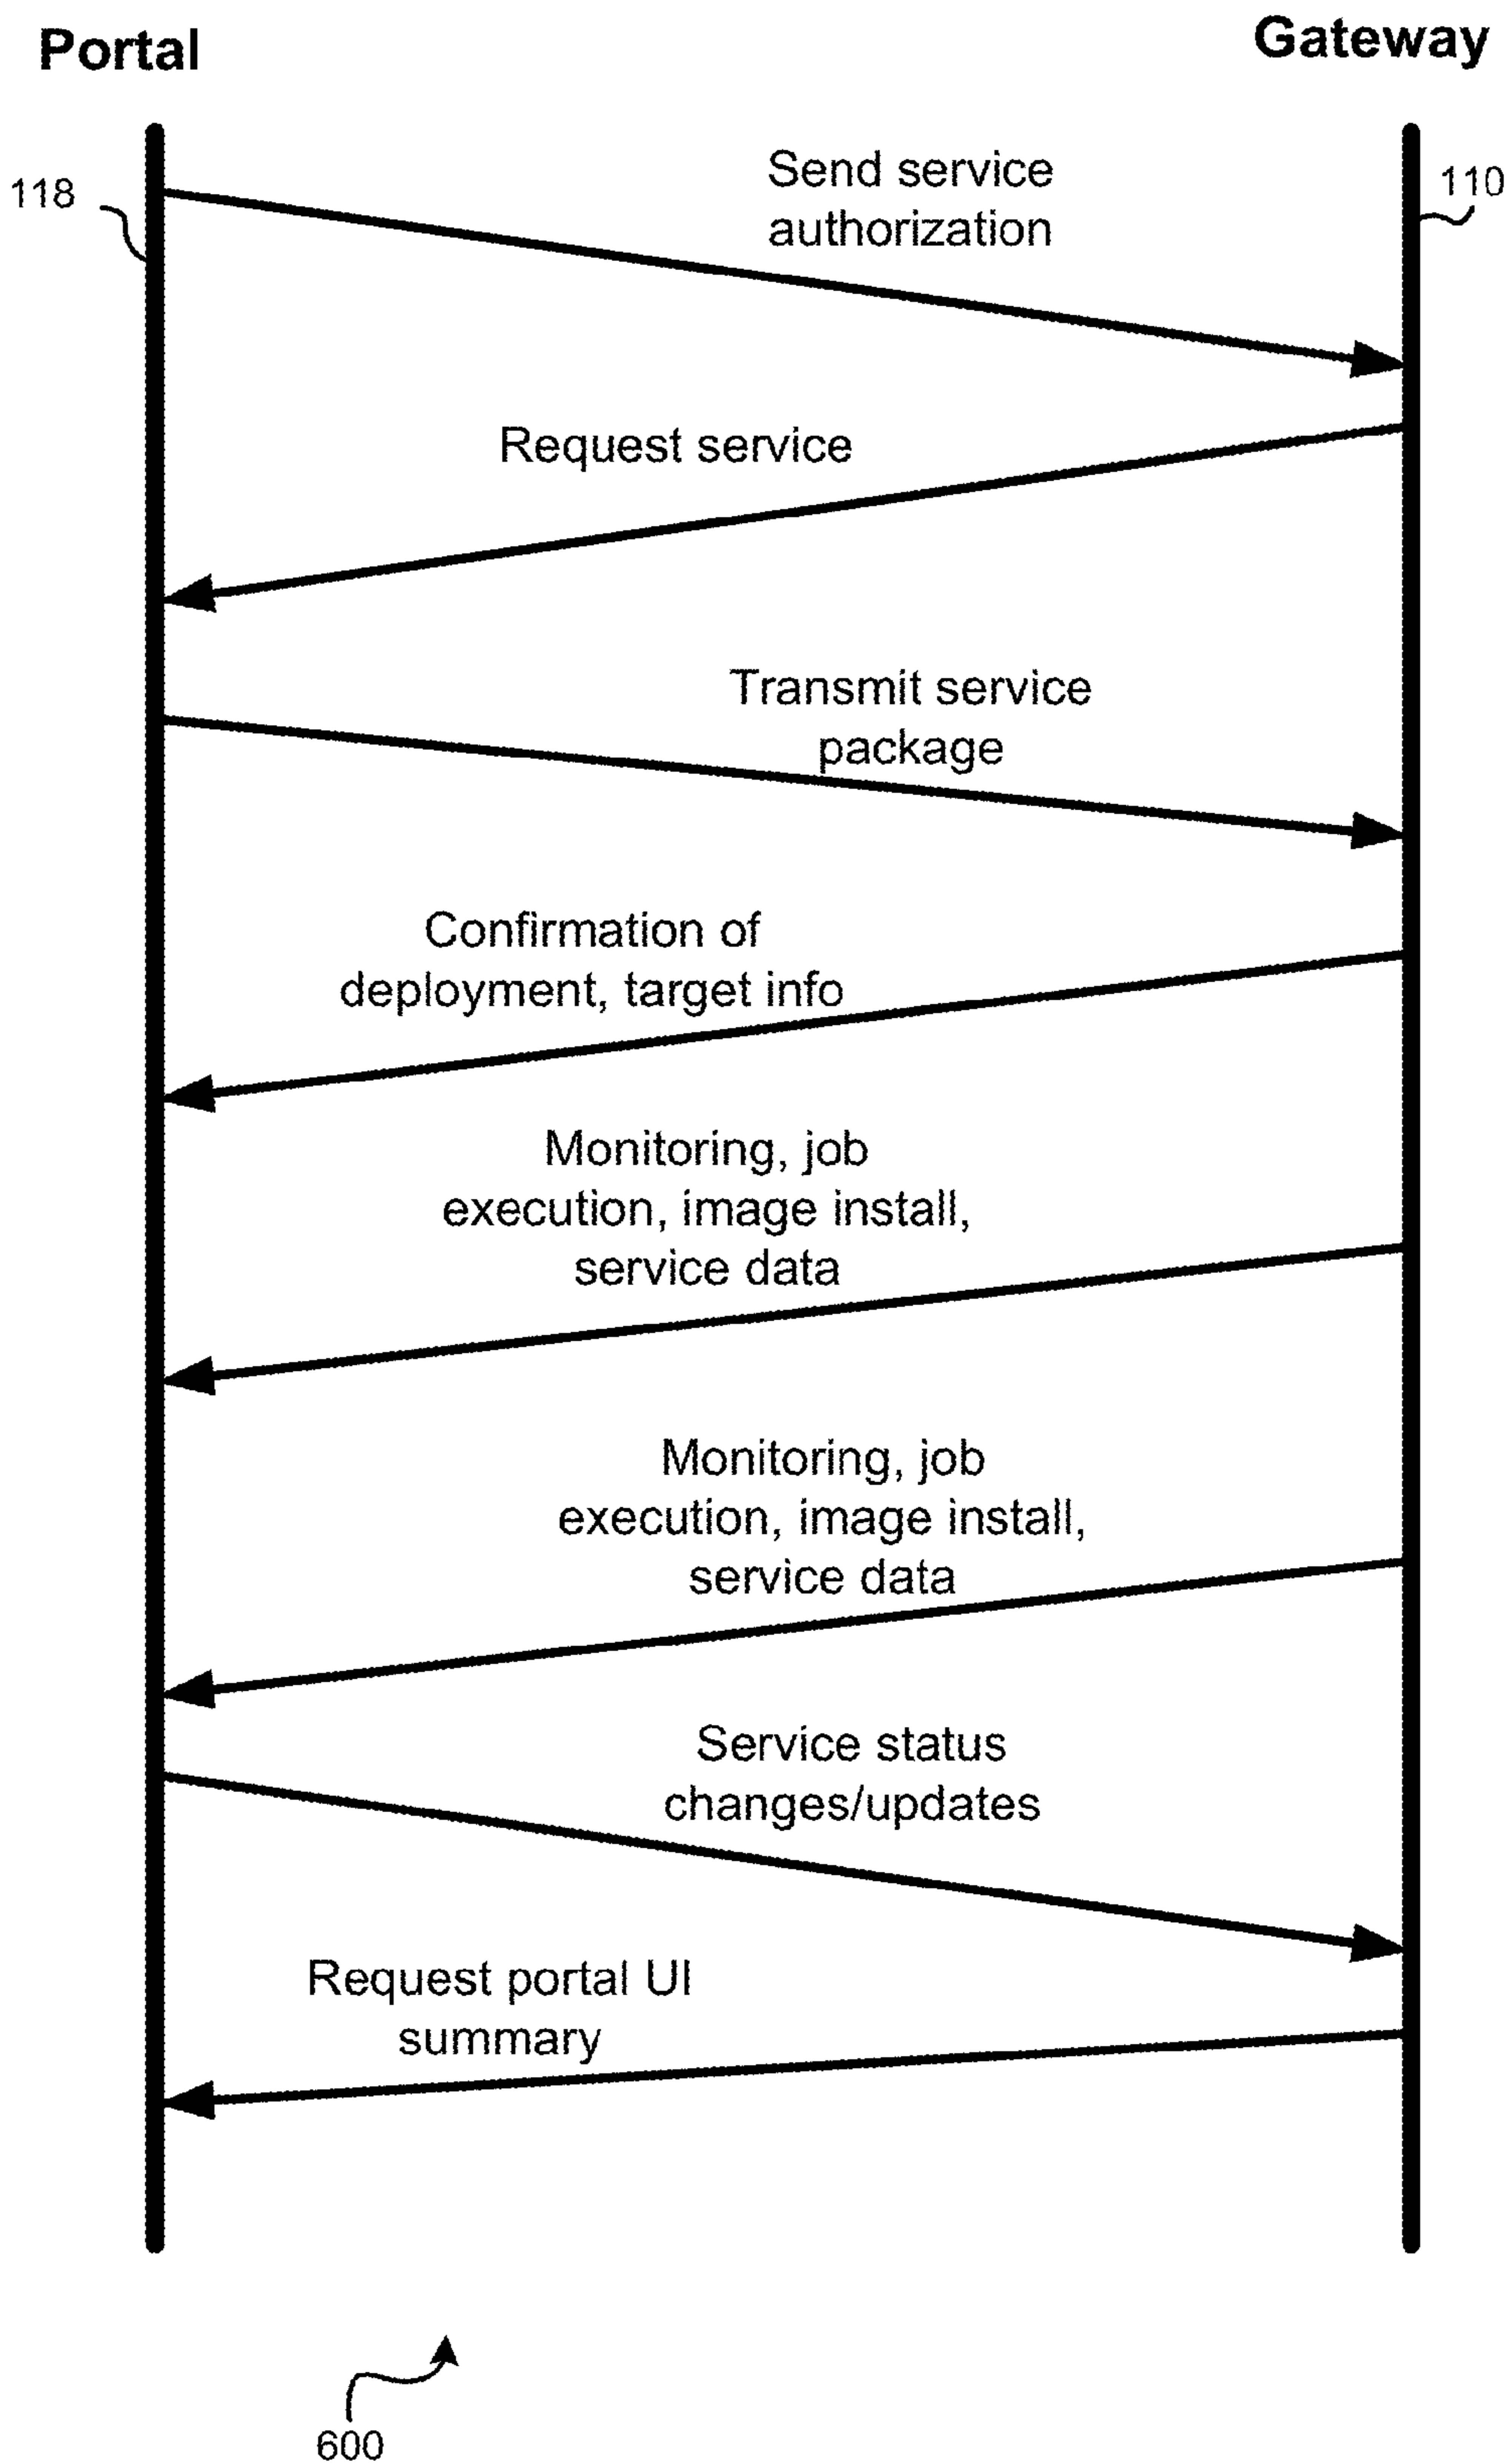 Portal
Gateway
118
110
Send service
authorization
Request service
Transmit service
package
Confirmation of
deployment, target info
Monitoring, job
execution, image install,
service data
Monitoring, job
execution, image install,
service data
Service status
changes/updates
Request portal UI
summary
600